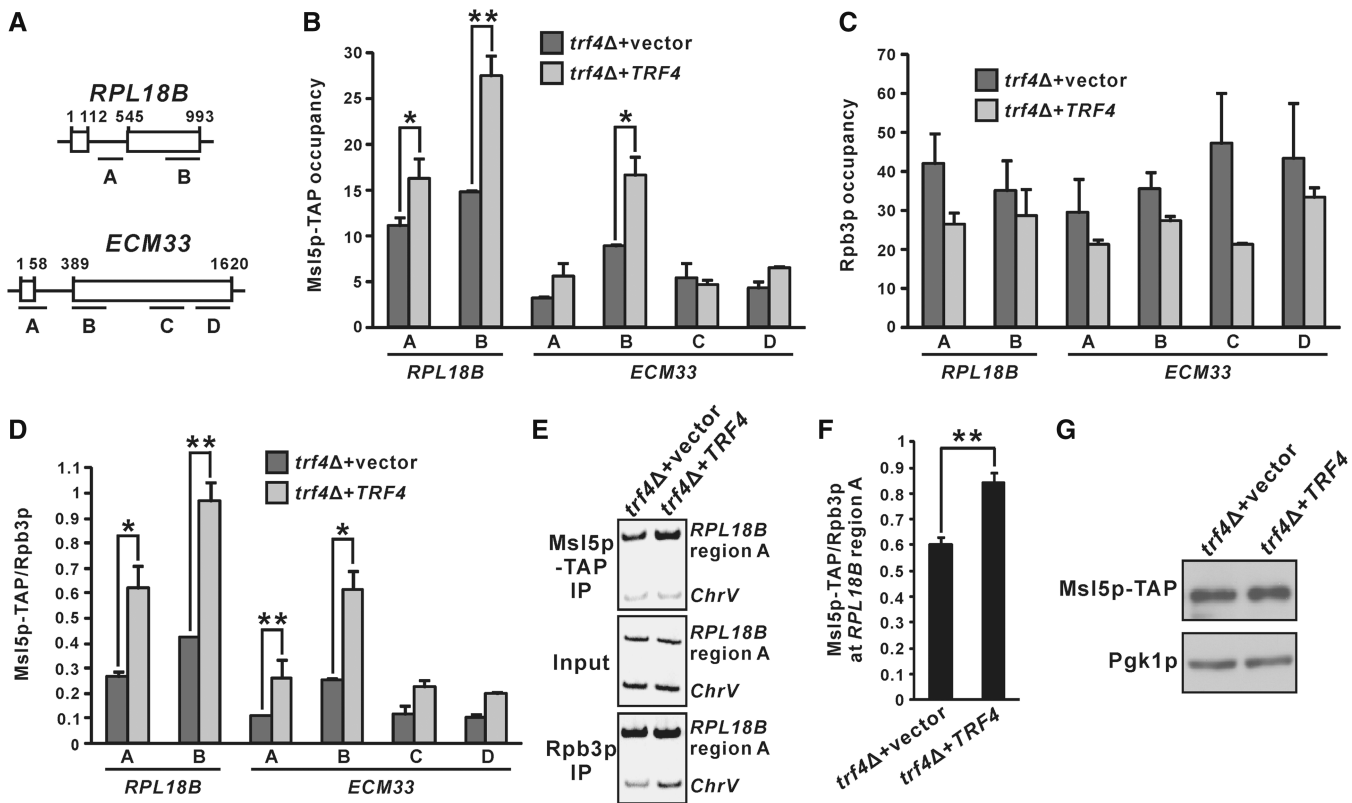 A
RPL18B
1 112 545 993
A B
ECM33
1 58 389 1620
A B C D
B
Msl5p-TAP occupancy
30
25
20
15
10
5
0
** 
* *
trf4Δ+vector
trf4Δ+TRF4
A B A B C D
RPL18B ECM33
C
Rpb3p occupancy
70
60
50
40
30
20
10
0
trf4Δ+vector
trf4Δ+TRF4
A B A B C D
RPL18B ECM33
D
Msl5p-TAP/Rpb3p
1.1
1
0.9
0.8
0.7
0.6
0.5
0.4
0.3
0.2
0.1
0
**
* *
**
trf4Δ+vector
trf4Δ+TRF4
A B A B C D
RPL18B ECM33
E
trf4Δ+vector
trf4Δ+TRF4
Msl5p
-TAP
IP
RPL18B
region A
ChrV
Input
RPL18B
region A
ChrV
Rpb3p
IP
RPL18B
region A
ChrV
F
Msl5p-TAP/Rpb3p
at RPL18B region A
1
0.9
0.8
0.7
0.6
0.5
0.4
0.3
0.2
0.1
0
**
trf4Δ+vector
trf4Δ+TRF4
G
trf4Δ+vector
trf4Δ+TRF4
Msl5p-TAP
Pgk1p